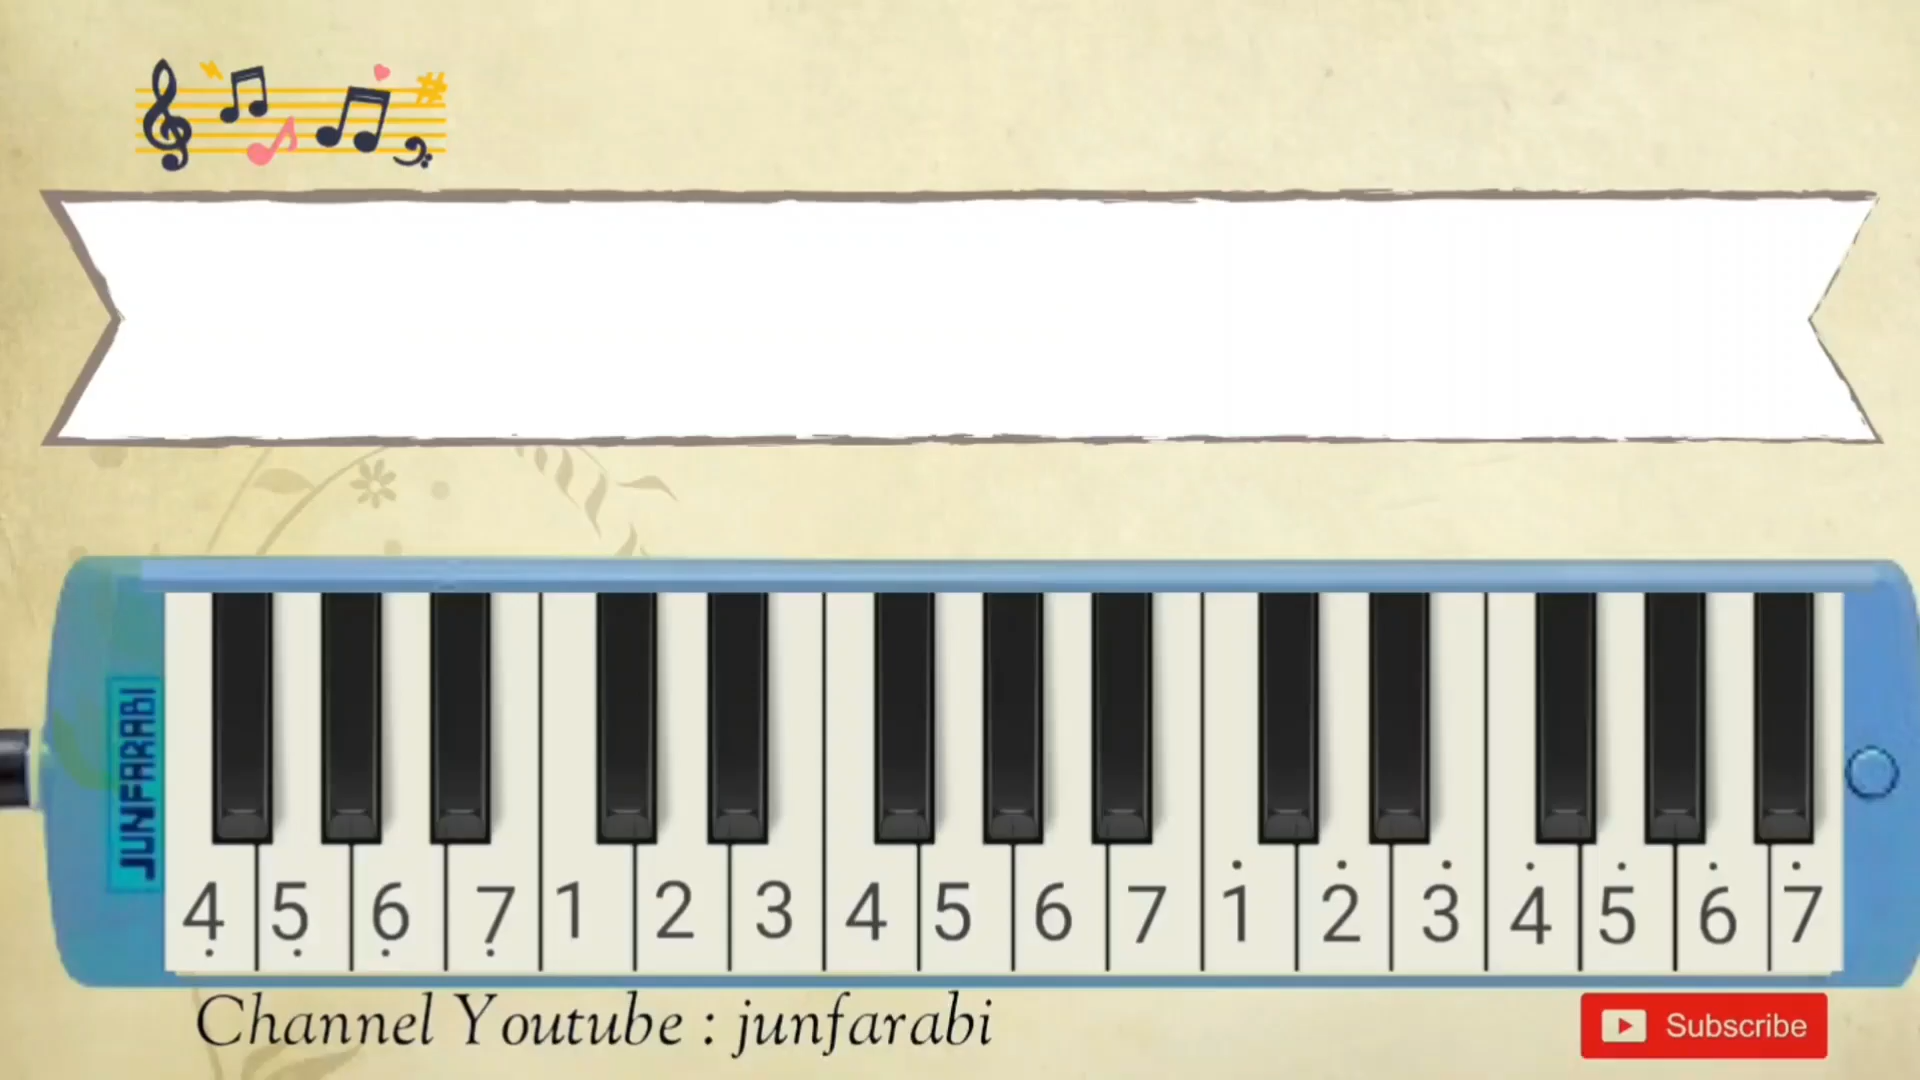 JUNFARABI
4̣ 5̣ 6̣ 7̣ 1 2 3 4 5 6 7 1̇ 2̇ 3̇ 4̇ 5̇ 6̇ 7̇
Channel Youtube : junfarabi
Subscribe